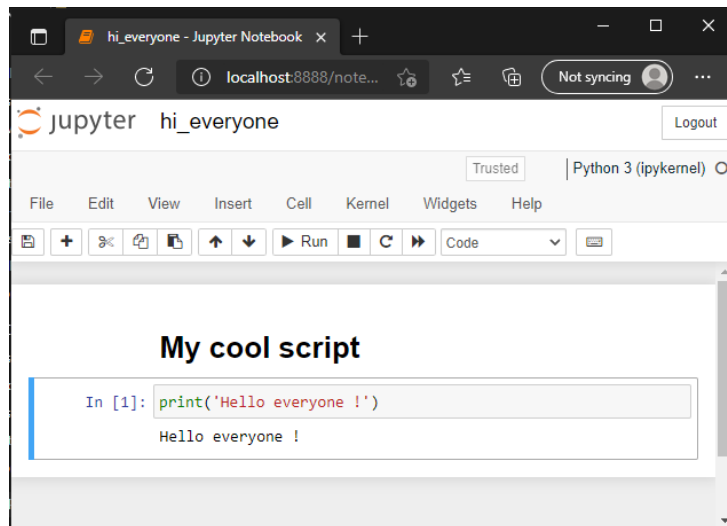 hi_everyone - Jupyter Notebook
localhost:8888/note...
Not syncing
jupyter hi_everyone
Logout
Trusted
Python 3 (ipykernel)
File Edit View Insert Cell Kernel Widgets Help
Run
Code
My cool script
In [1]: print('Hello everyone !')
Hello everyone !